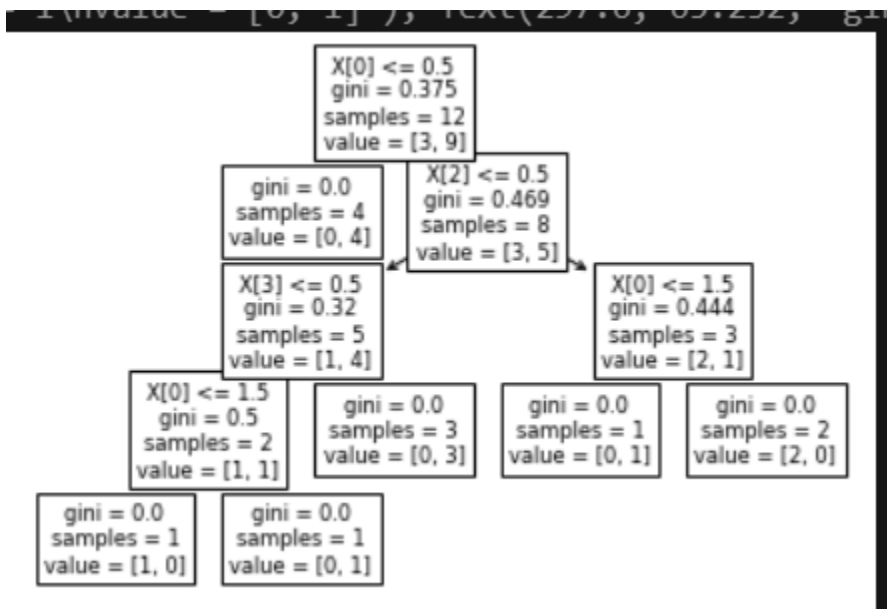 X[0] <= 0.5
gini = 0.375
samples = 12
value = [3, 9]
gini = 0.0
samples = 4
value = [0, 4]
X[2] <= 0.5
gini = 0.469
samples = 8
value = [3, 5]
X[3] <= 0.5
gini = 0.32
samples = 5
value = [1, 4]
X[0] <= 1.5
gini = 0.444
samples = 3
value = [2, 1]
X[0] <= 1.5
gini = 0.5
samples = 2
value = [1, 1]
gini = 0.0
samples = 3
value = [0, 3]
gini = 0.0
samples = 1
value = [0, 1]
gini = 0.0
samples = 2
value = [2, 0]
gini = 0.0
samples = 1
value = [1, 0]
gini = 0.0
samples = 1
value = [0, 1]